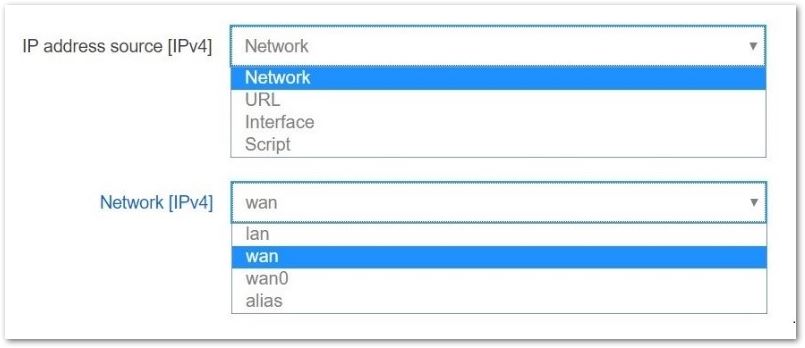 IP address source [IPv4] Network
Network
URL
Interface
Script
Network [IPv4] wan
lan
wan
wan0
alias